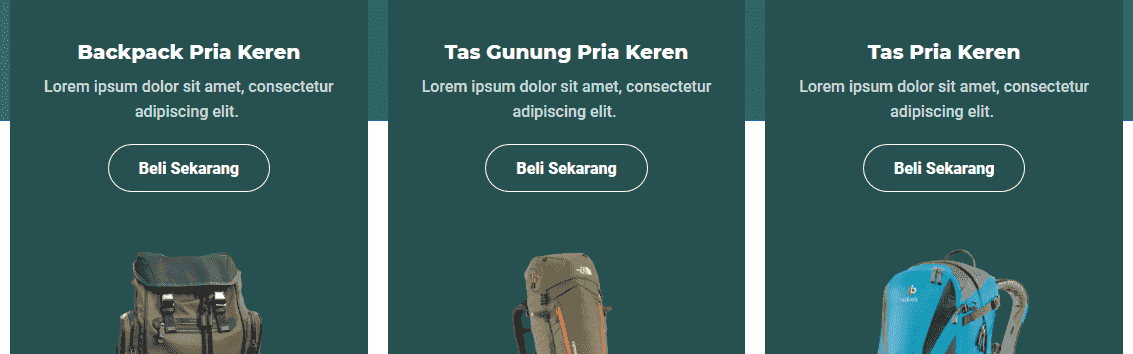 Backpack Pria Keren
Lorem ipsum dolor sit amet, consectetur
adipiscing elit.
Beli Sekarang
Tas Gunung Pria Keren
Lorem ipsum dolor sit amet, consectetur
adipiscing elit.
Beli Sekarang
Tas Pria Keren
Lorem ipsum dolor sit amet, consectetur
adipiscing elit.
Beli Sekarang